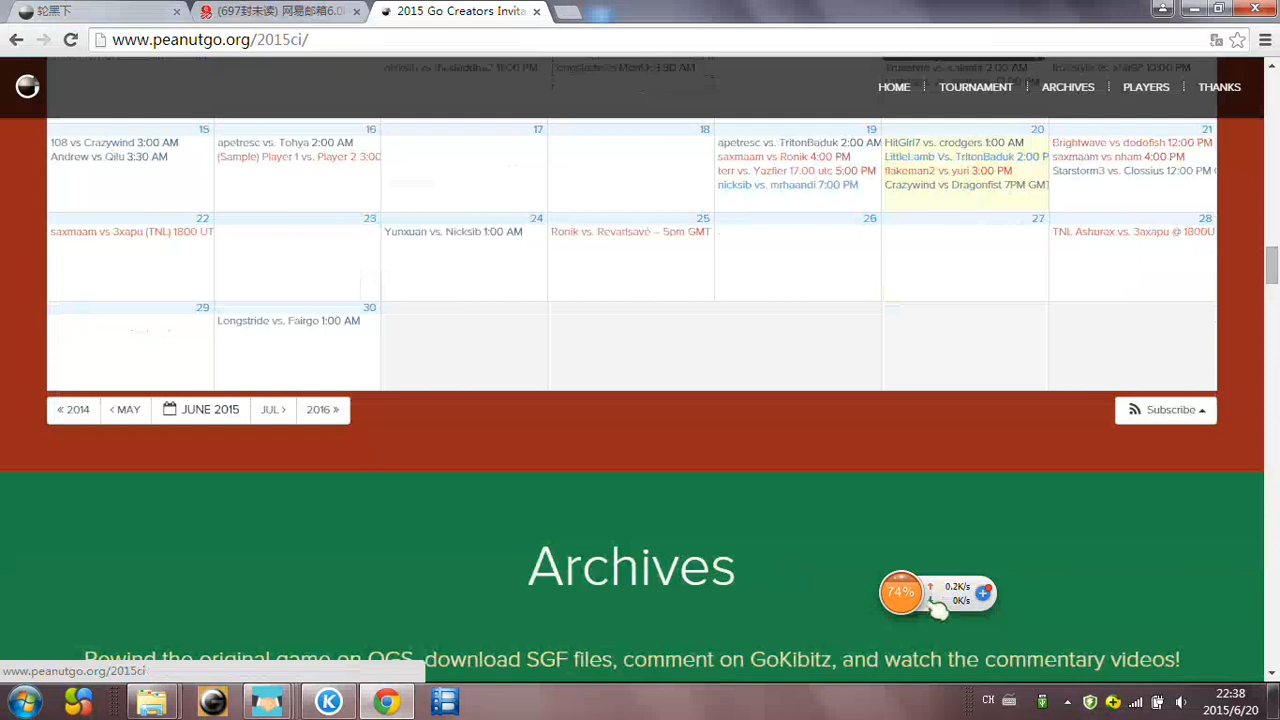 轮黑下
(697封未读) 网易邮箱6.0
2015 Go Creators Invita
www.peanutgo.org/2015ci/
HOME TOURNAMENT ARCHIVES PLAYERS THANKS
15 16 17 18 19 20 21
108 vs Crazywind 3:00 AM
Andrew vs Qilu 3:30 AM
apetresc vs. Tohya 2:00 AM
(Sample) Player 1 vs. Player 2 3:00
apetresc vs. TritonBaduk 2:00 AM
saxmaam vs Ronik 4:00 PM
terr vs. Yazfier 17.00 utc 5:00 PM
nicksib vs. mrhaandi 7:00 PM
HitGirl7 vs. crodgers 1:00 AM
LittleLamb Vs. TritonBaduk 2:00 P
flakeman2 vs yuri 3:00 PM
Crazywind vs Dragonfist 7PM GMT
Brightwave vs dodofish 12:00 PM
saxmaam vs nham 4:00 PM
Starstorm3 vs. Clossius 12:00 PM
22 23 24 25 26 27 28
saxmaam vs 3xapu (TNL) 1800 UT
Yunxuan vs. Nicksib 1:00 AM
Ronik vs. Revarisave – 5pm GMT
TNL Ashurax vs. 3axapu @ 1800U
29 30
Longstride vs. Fairgo 1:00 AM
« 2014 ‹ MAY JUNE 2015 JUL › 2016 »
Subscribe
Archives
74% 0.2K/s
0K/s
Rewind the original game on OGS, download SGF files, comment on GoKibitz, and watch the commentary videos!
www.peanutgo.org/2015ci
CH
22:38
2015/6/20